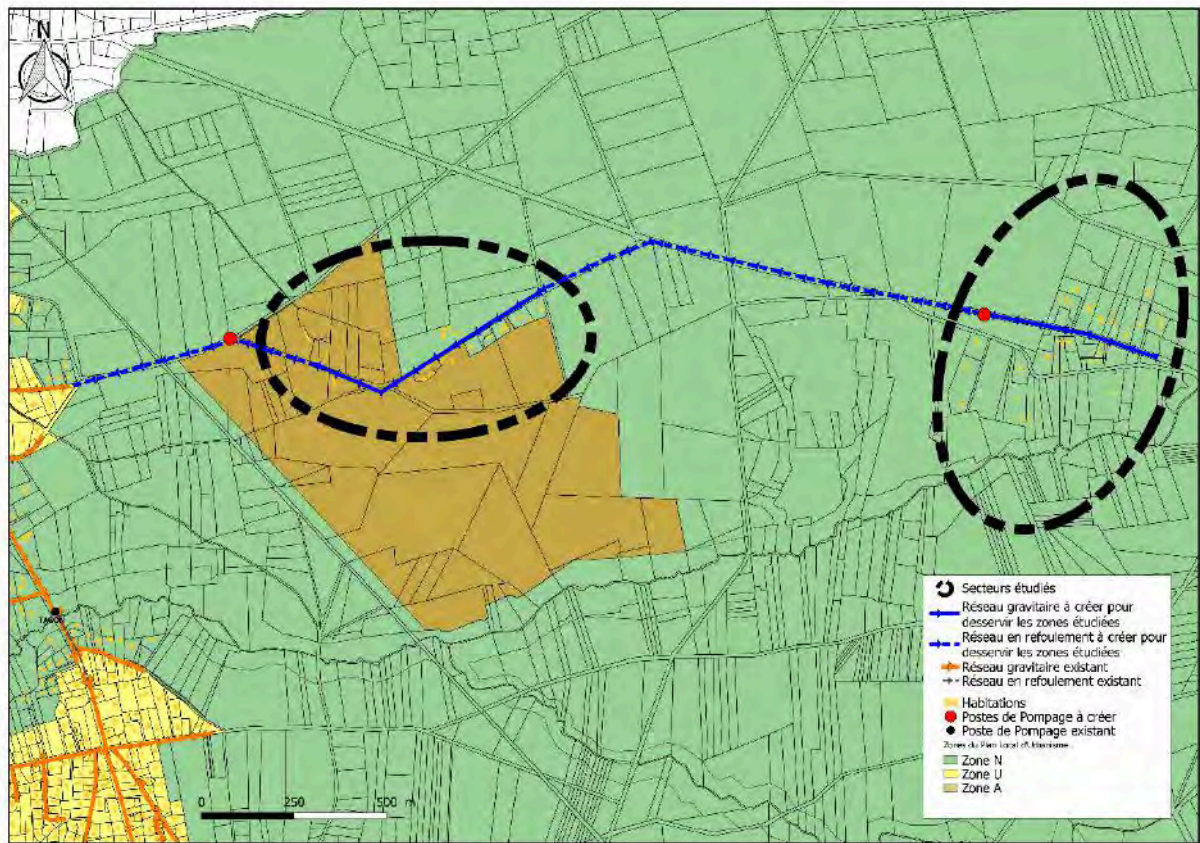 N
Secteurs étudiés
Réseau gravitaire à créer pour
desservir les zones étudiées
Réseau en refoulement à créer pour
desservir les zones étudiées
Réseau gravitaire existant
Réseau en refoulement existant
Habitations
Postes de Pompage à créer
Poste de Pompage existant
Zones du Plan Local d'Urbanisme
Zone N
Zone U
Zone A
0 250 500 m